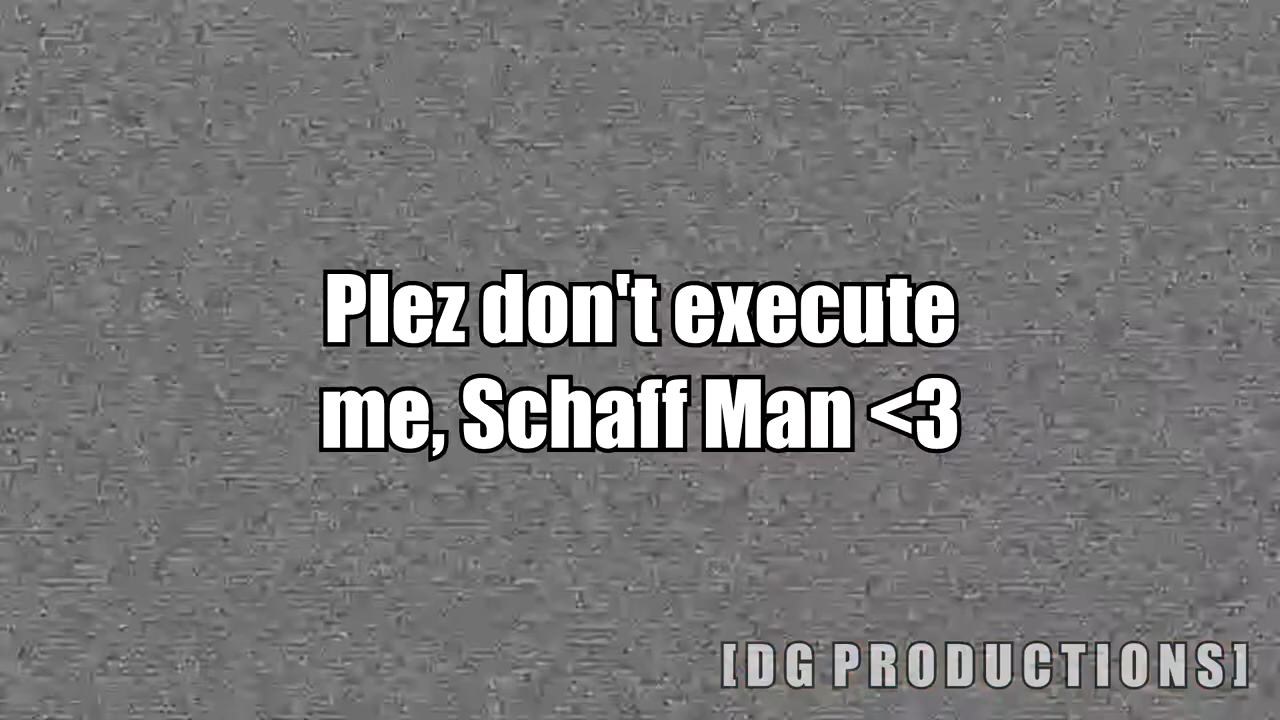 Plez don't execute
me, Schaff Man <3
[DG PRODUCTIONS]